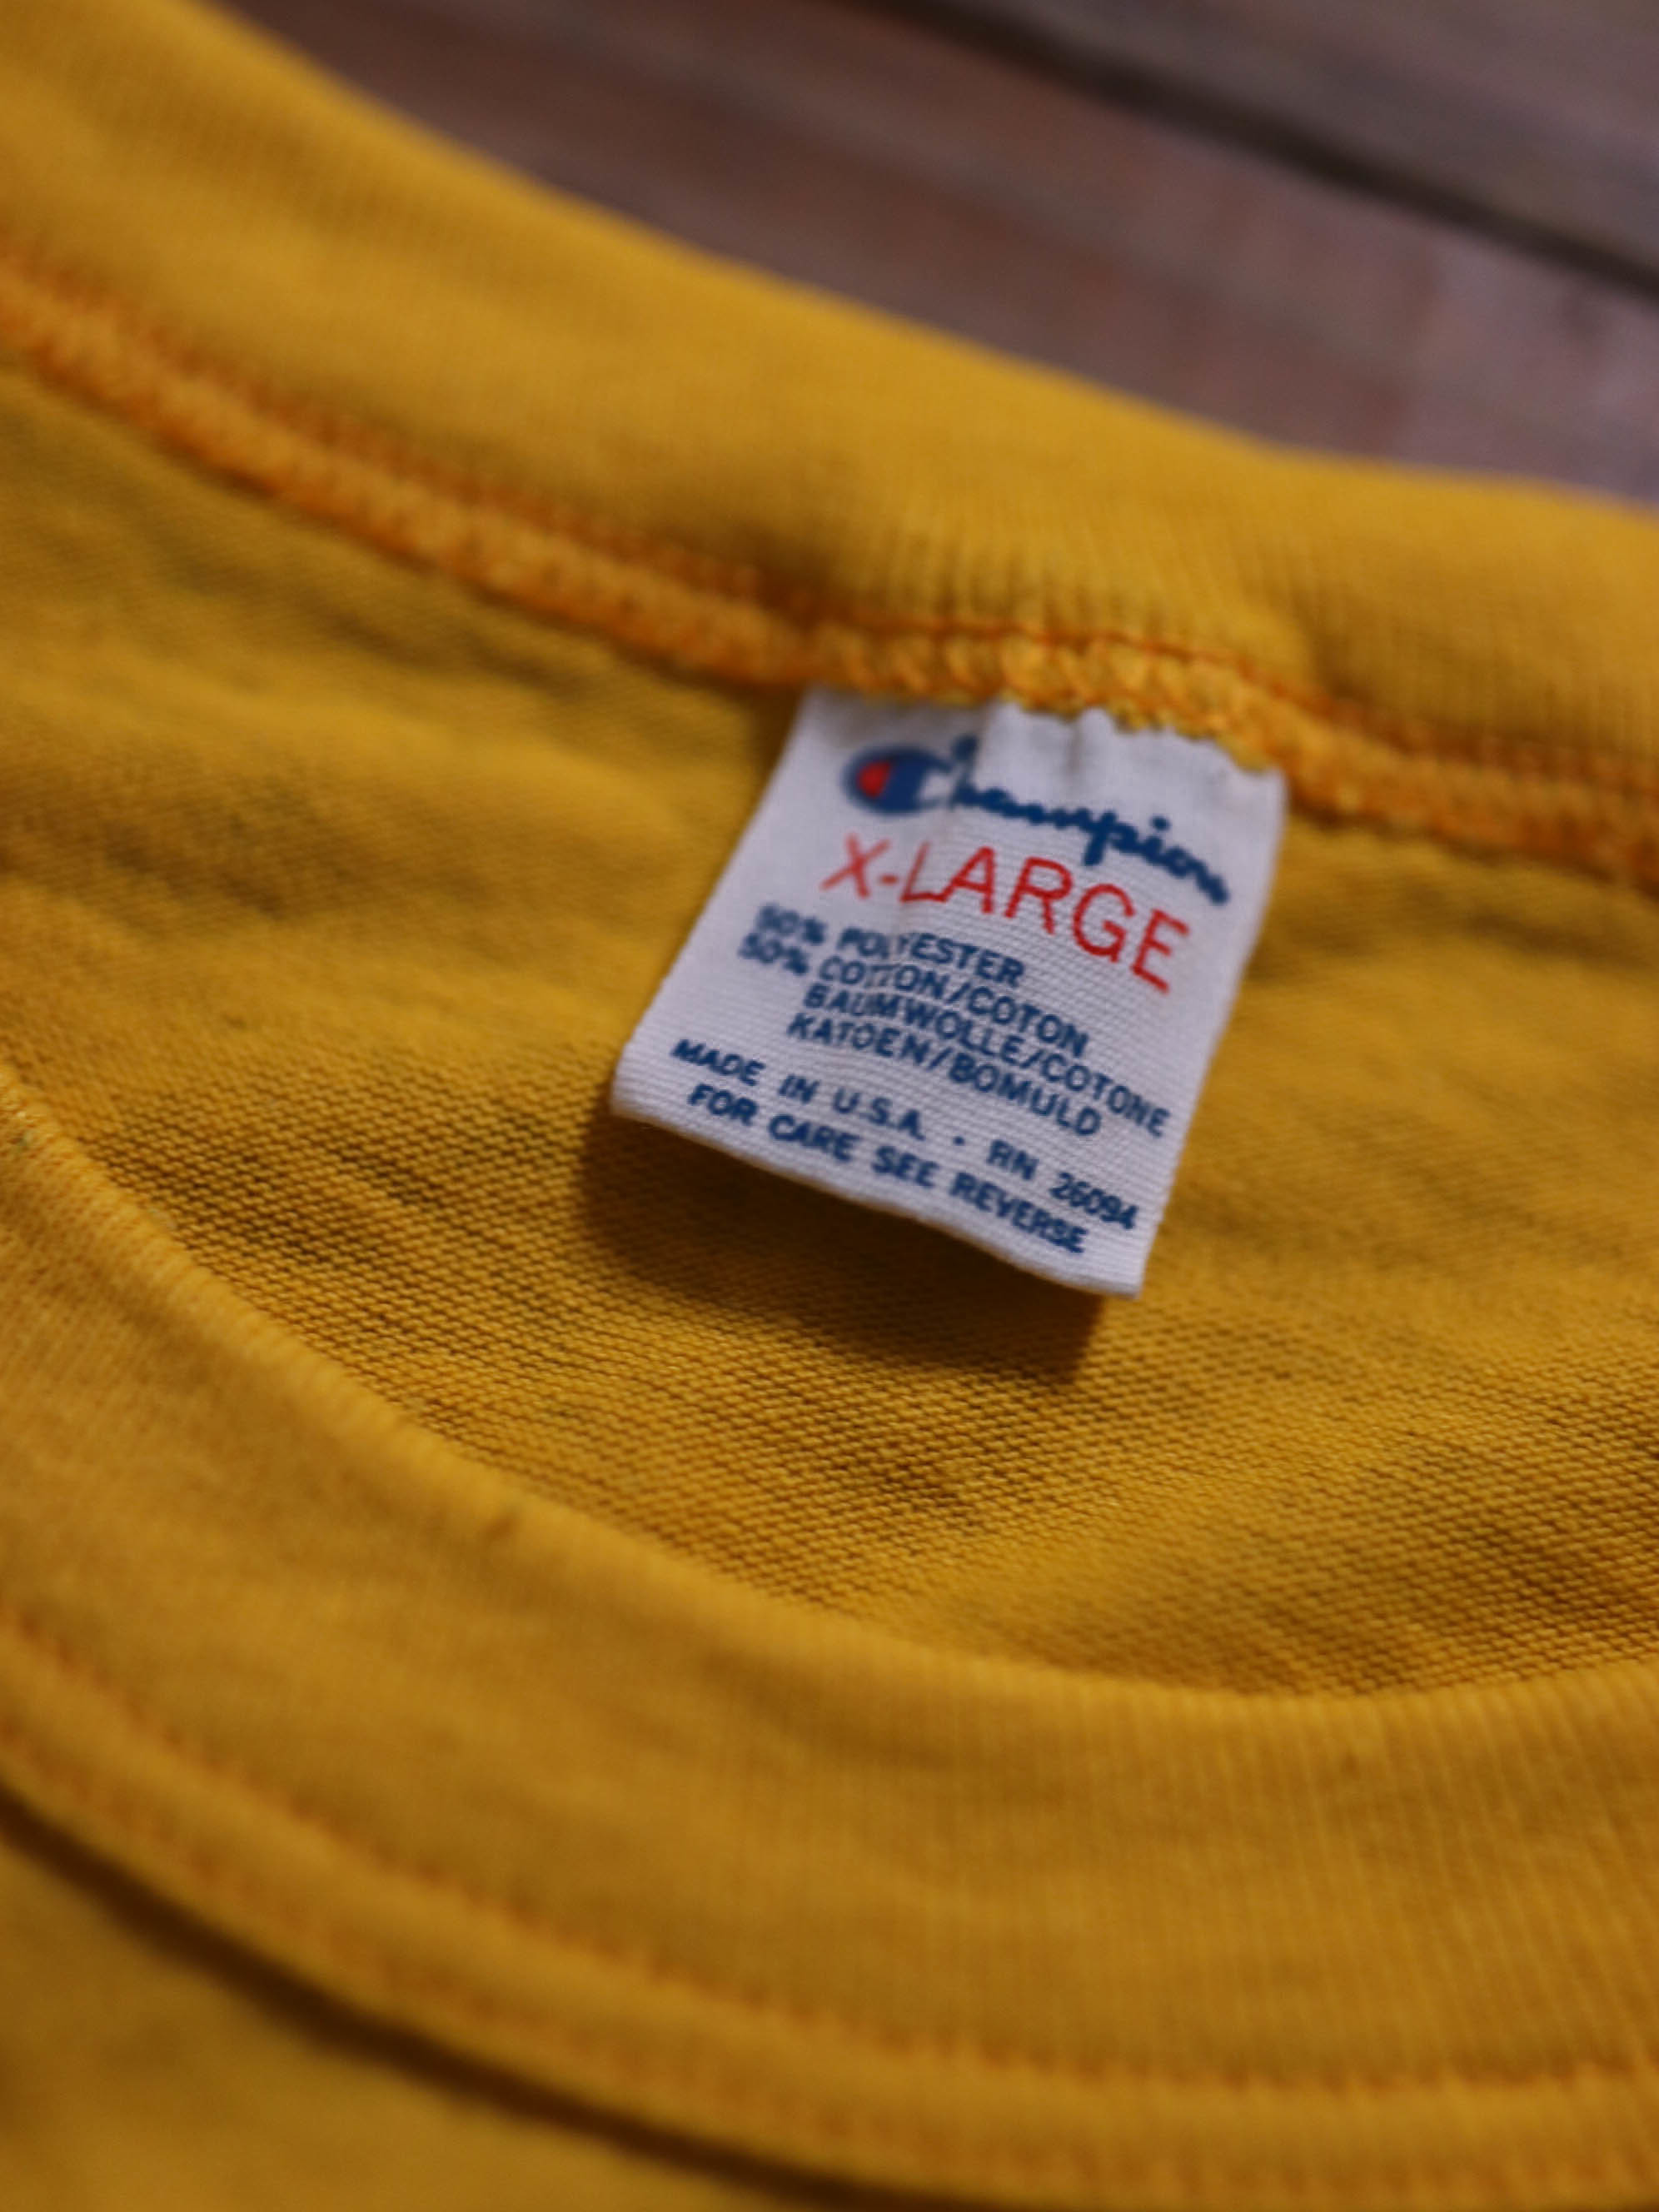 Champion
X-LARGE
50% POLYESTER
50% COTTON/COTON
BAUMWOLLE/COTONE
KATOEN/BOMULD
MADE IN U.S.A. • RN 26094
FOR CARE SEE REVERSE